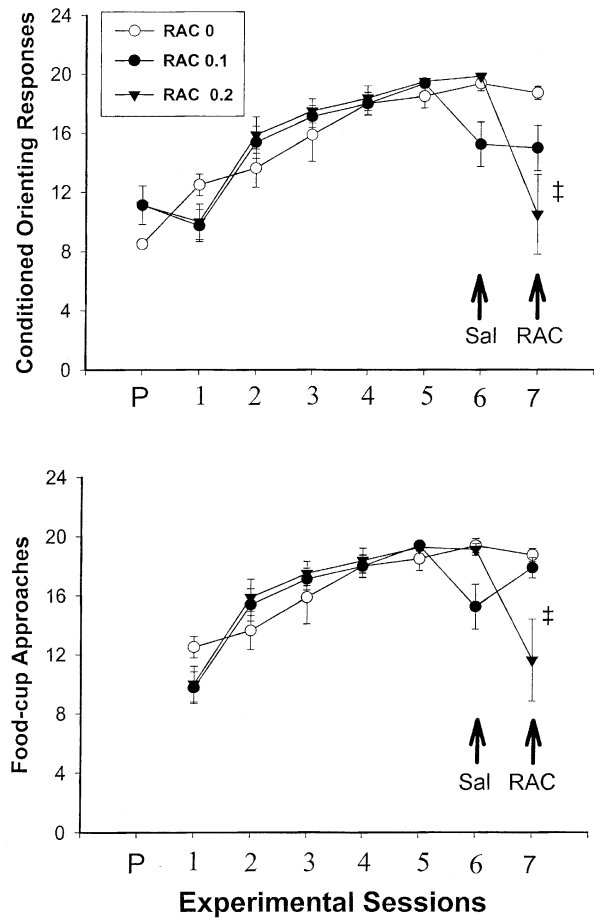 RAC 0
RAC 0.1
RAC 0.2
Conditioned Orienting Responses
24
20
16
12
8
4
0
‡
Sal RAC
P 1 2 3 4 5 6 7
Food-cup Approaches
24
20
16
12
8
4
0
‡
Sal RAC
P 1 2 3 4 5 6 7
Experimental Sessions